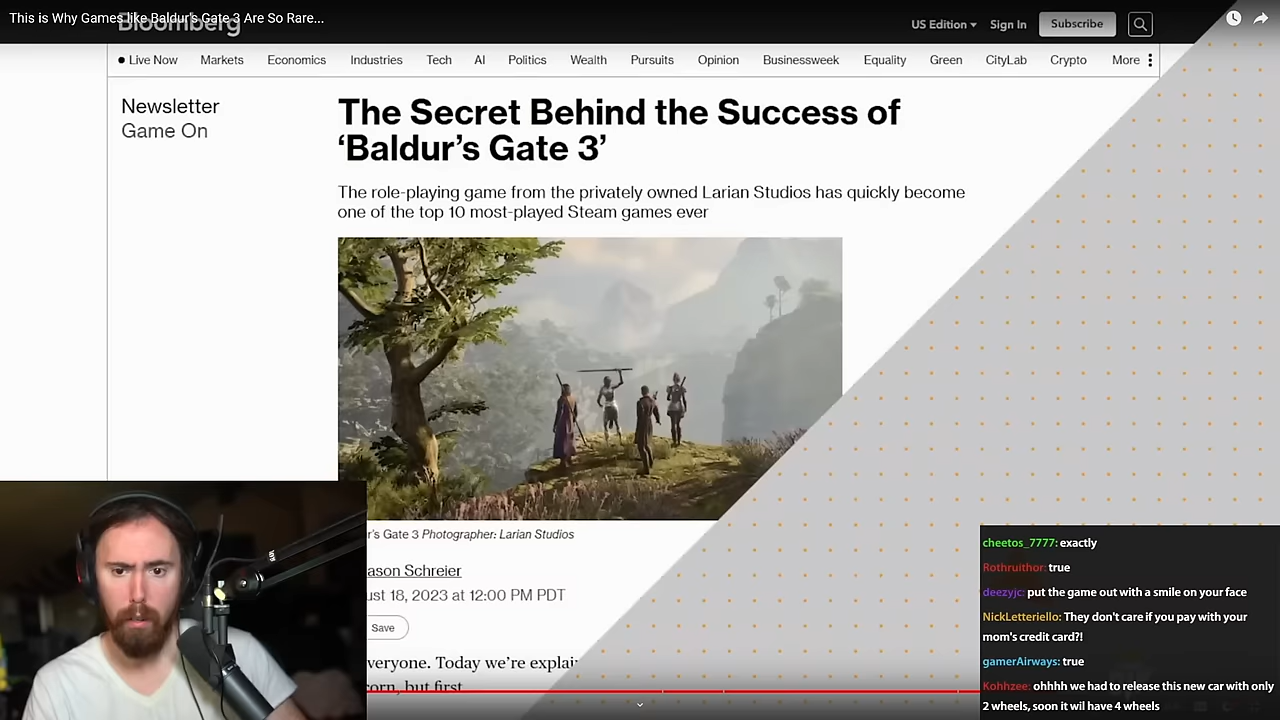 This is Why Games like Baldur's Gate 3 Are So Rare...
Bloomberg
US Edition
Sign In
Subscribe
Live Now
Markets
Economics
Industries
Tech
AI
Politics
Wealth
Pursuits
Opinion
Businessweek
Equality
Green
CityLab
Crypto
More
Newsletter
Game On
The Secret Behind the Success of
‘Baldur’s Gate 3’
The role-playing game from the privately owned Larian Studios has quickly become
one of the top 10 most-played Steam games ever
r's Gate 3 Photographer: Larian Studios
ason Schreier
ust 18, 2023 at 12:00 PM PDT
Save
veryone. Today we’re explai
corn, but first
cheetos_7777: exactly
Rothruithor: true
deezyjc: put the game out with a smile on your face
NickLetteriello: They don't care if you pay with your
mom's credit card?!
gamerAirways: true
Kohhzee: ohhhh we had to release this new car with only
2 wheels, soon it wil have 4 wheels